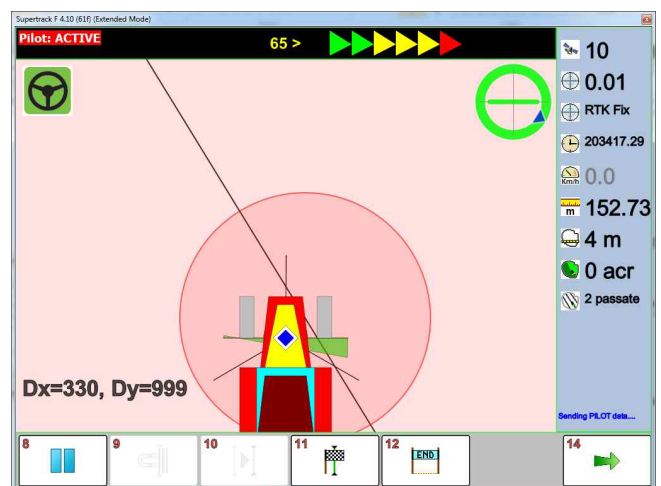 Supertrack F 4.10 (61f) (Extended Mode)
Pilot: ACTIVE
65 >
10
0.01
RTK Fix
203417.29
Km/h
0.0
m
152.73
4 m
0 acr
2 passate
Dx=330, Dy=999
Sending PILOT data....
8
9
10
11
12
END
14